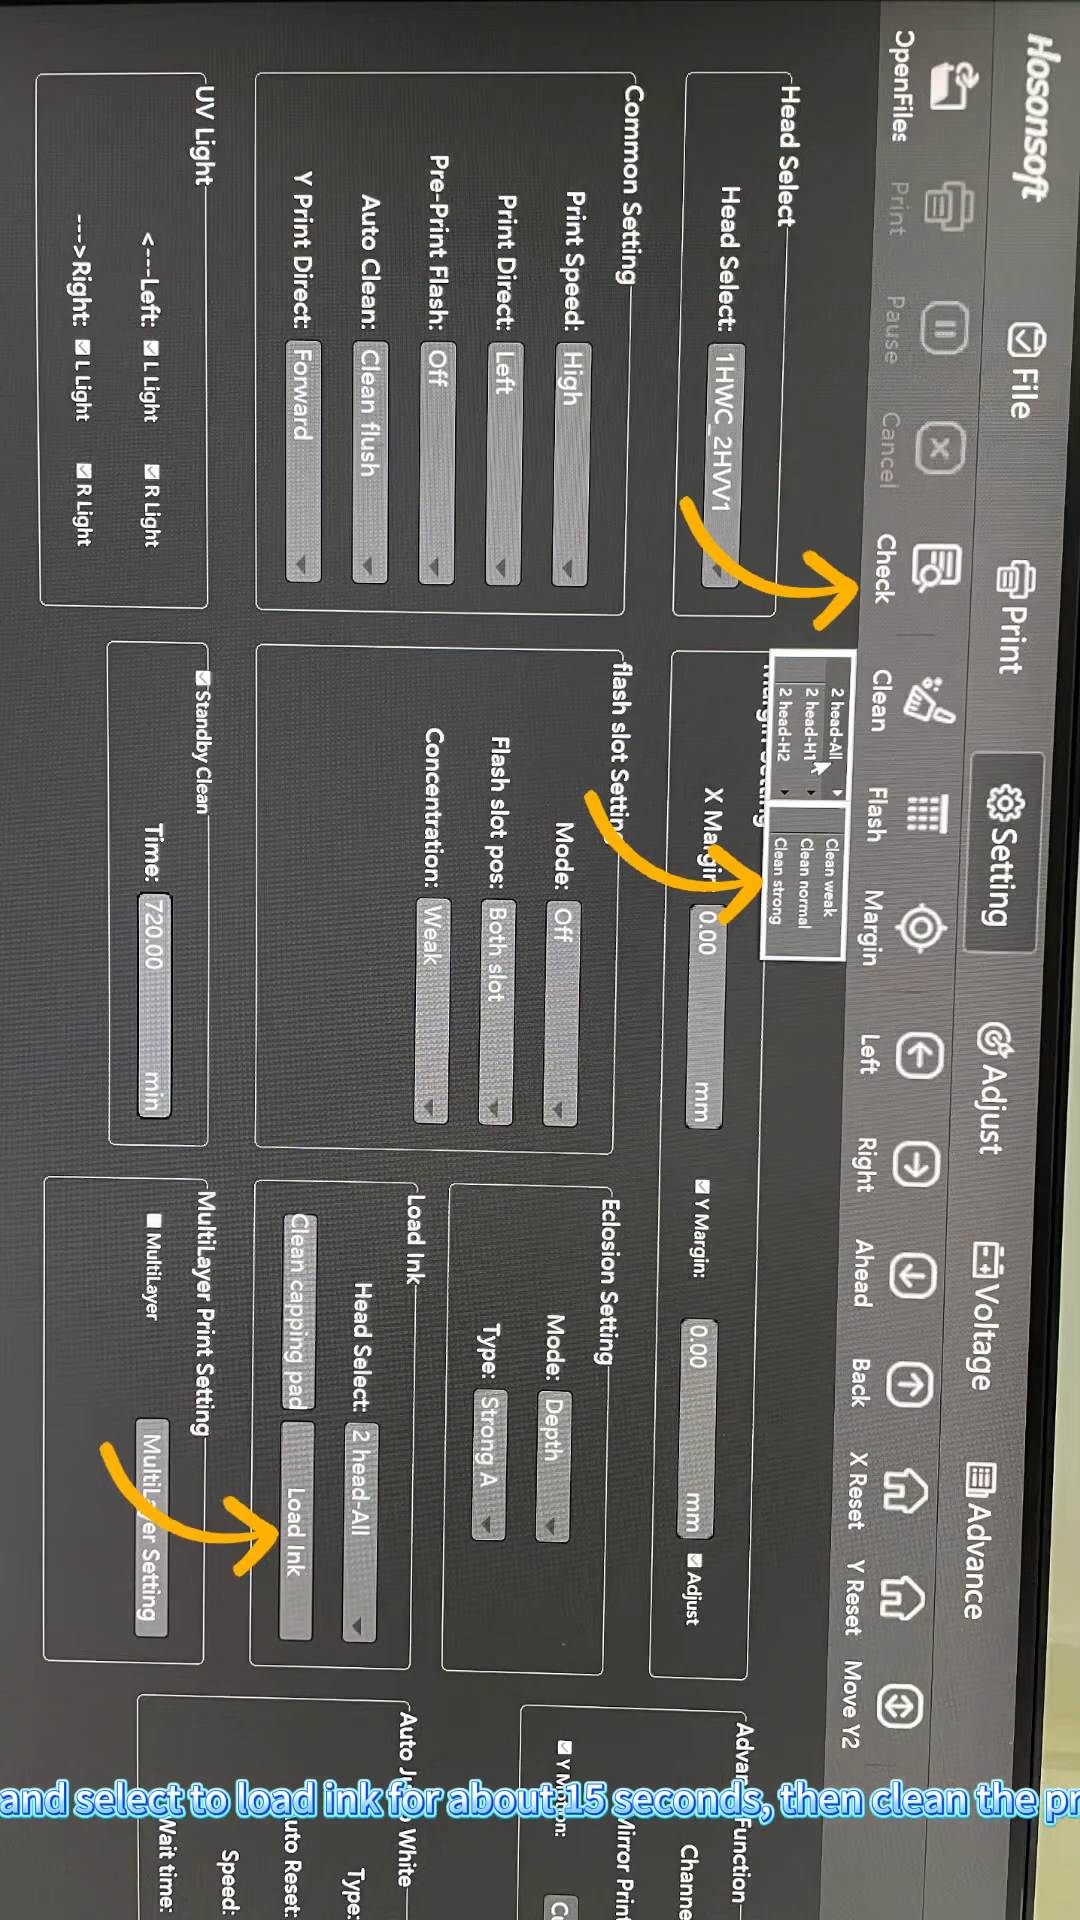 Hosonsoft
File
Print
Setting
Adjust
Voltage
Advance
OpenFiles
Print
Pause
Cancel
Check
Clean
Flash
Margin
Left
Right
Ahead
Back
X Reset
Y Reset
Move Y2
2 head-All
2 head-H1
2 head-H2
Clean weak
Clean normal
Clean strong
Head Select
Head Select: 1HWC_2HVV1
X Margin: 0.00 mm
Y Margin: 0.00 mm
Adjust
Common Setting
Print Speed: High
Print Direct: Left
Pre-Print Flash: Off
Auto Clean: Clean flush
Y Print Direct: Forward
flash slot Setting
Mode: Off
Flash slot pos: Both slot
Concentration: Weak
Eclosion Setting
Mode: Depth
Type: Strong A
Load Ink
Head Select: 2 head-All
Clean capping pad
Load Ink
UV Light
<---Left: L Light R Light
--->Right: L Light R Light
Standby Clean
Time: 720.00 min
MultiLayer Print Setting
MultiLayer
Setting
Function
Type:
Speed:
Wait time:
and select to load ink for about 15 seconds, then clean the